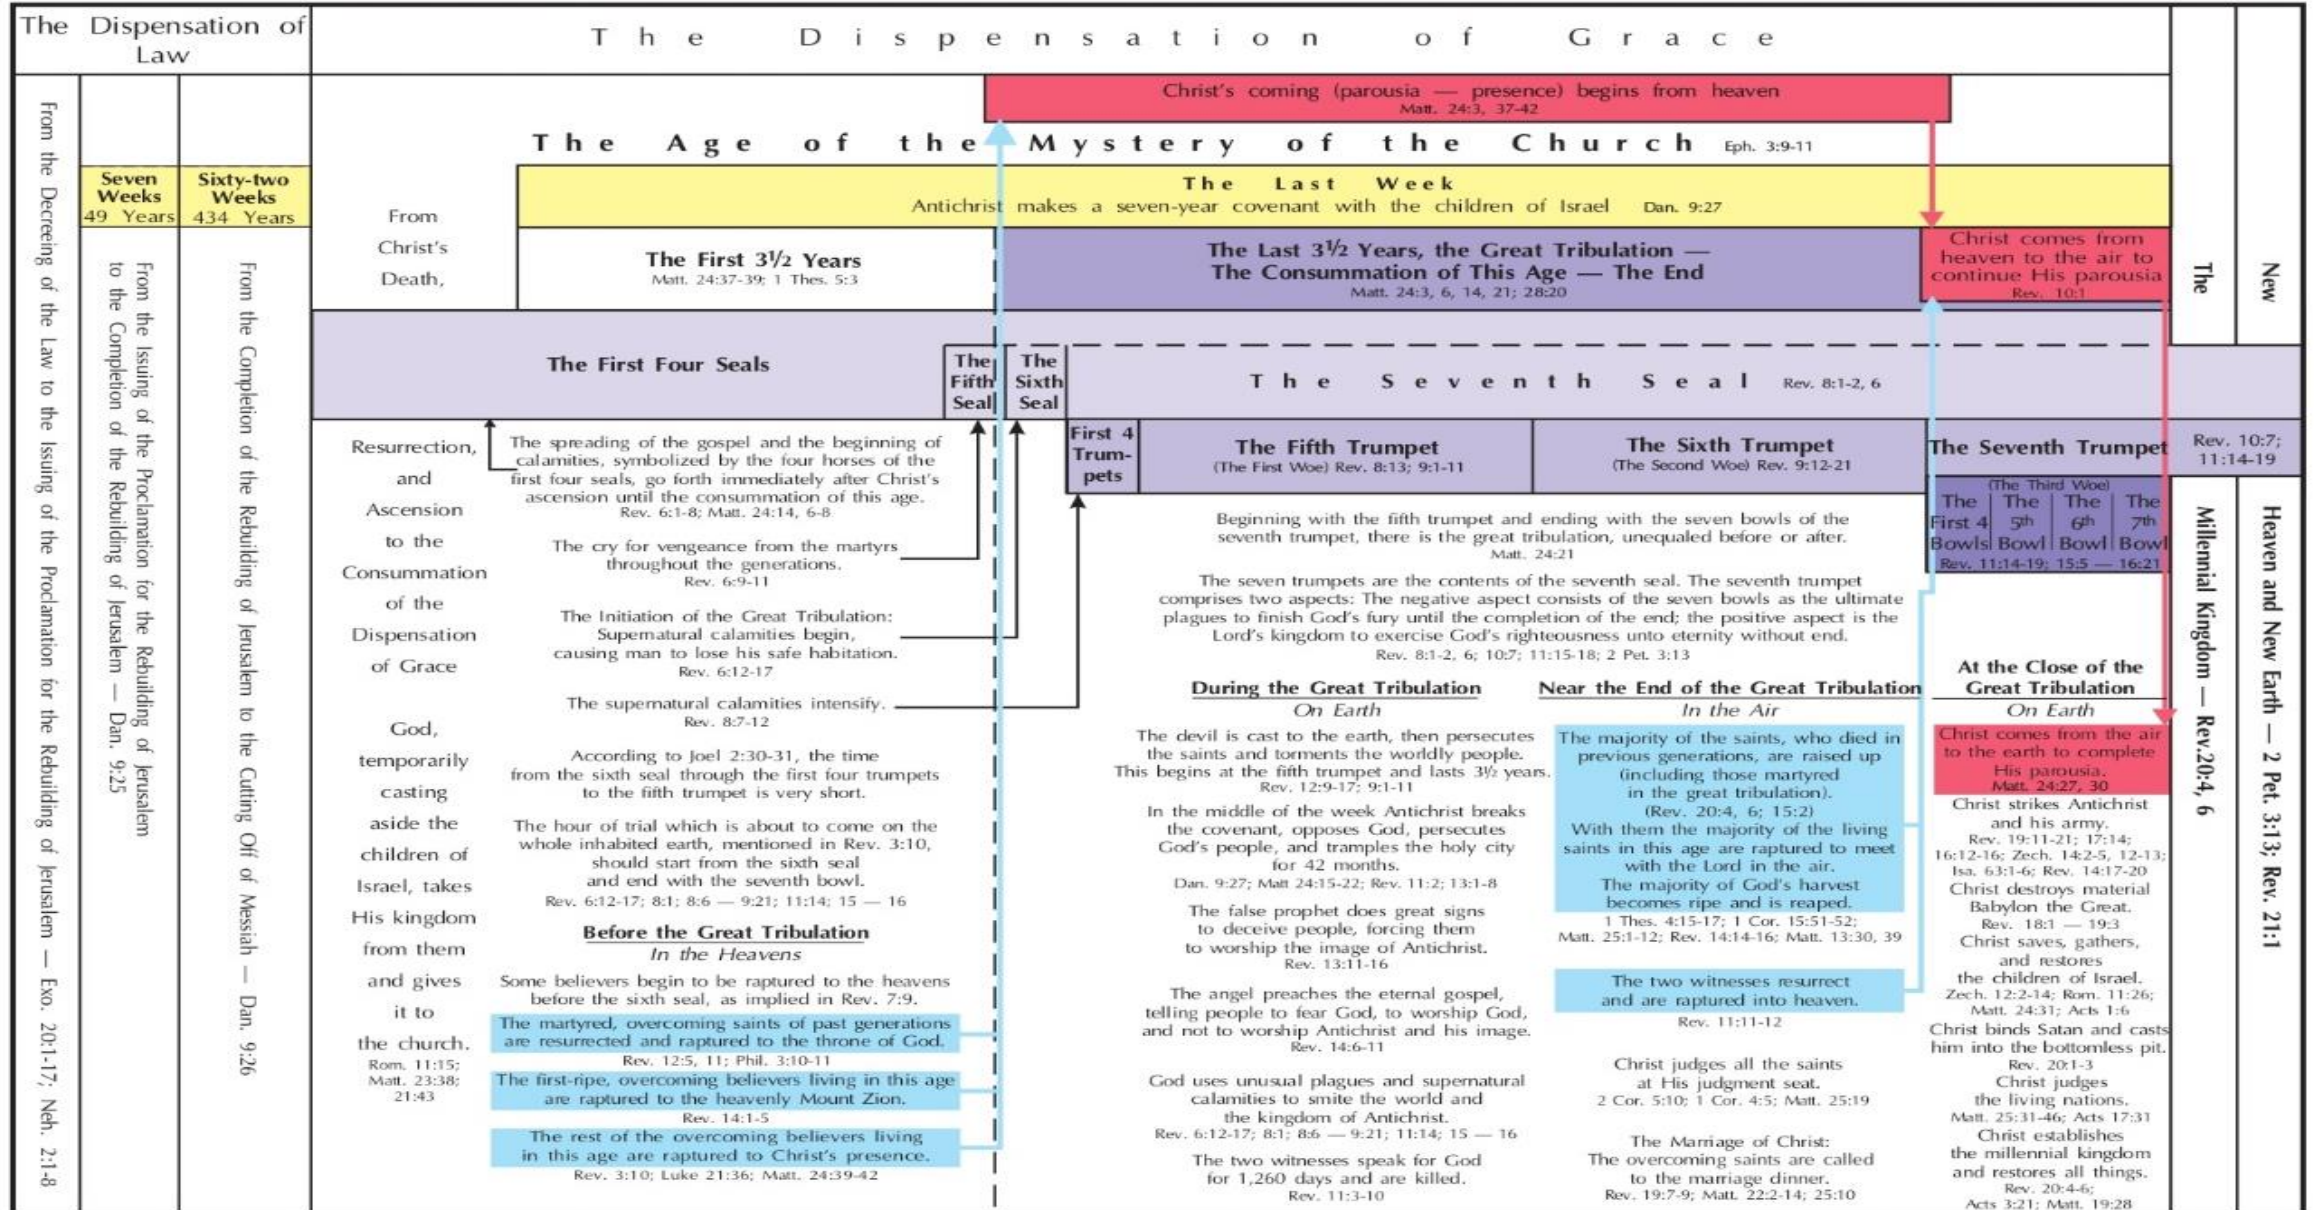 The Dispensation of
Law
The Dispensation of Grace
Christ's coming (parousia — presence) begins from heaven
Matt. 24:3, 37-42
The Age of the Mystery of the Church Eph. 3:9-11
From the Decreeing of the Law to the Issuing of the Proclamation for the Rebuilding of Jerusalem — Exo. 20:1-17; Neh. 2:1-8
Seven
Weeks
49 Years
From the Issuing of the Proclamation for the Rebuilding of Jerusalem
to the Completion of the Rebuilding of Jerusalem — Dan. 9:25
Sixty-two
Weeks
434 Years
From the Completion of the Rebuilding of Jerusalem to the Cutting Off of Messiah — Dan. 9:26
The Last Week
Antichrist makes a seven-year covenant with the children of Israel Dan. 9:27
From
Christ's
Death,
Resurrection,
and
Ascension
to the
Consummation
of the
Dispensation
of Grace
God,
temporarily
casting
aside the
children of
Israel, takes
His kingdom
from them
and gives
it to
the church.
Rom. 11:15;
Matt. 23:38;
21:43
The First 3½ Years
Matt. 24:37-39; 1 Thes. 5:3
The Last 3½ Years, the Great Tribulation —
The Consummation of This Age — The End
Matt. 24:3, 6, 14, 21; 28:20
Christ comes from
heaven to the air to
continue His parousia
Rev. 10:1
The First Four Seals
The
Fifth
Seal
The
Sixth
Seal
The Seventh Seal Rev. 8:1-2, 6
First 4
Trum-
pets
The Fifth Trumpet
(The First Woe) Rev. 8:13; 9:1-11
The Sixth Trumpet
(The Second Woe) Rev. 9:12-21
The Seventh Trumpet
Rev. 10:7;
11:14-19
(The Third Woe)
The
First 4
Bowls
The
5th
Bowl
The
6th
Bowl
The
7th
Bowl
Rev. 11:14-19; 15:5 — 16:21
The spreading of the gospel and the beginning of
calamities, symbolized by the four horses of the
first four seals, go forth immediately after Christ's
ascension until the consummation of this age.
Rev. 6:1-8; Matt. 24:14, 6-8
The cry for vengeance from the martyrs
throughout the generations.
Rev. 6:9-11
The Initiation of the Great Tribulation:
Supernatural calamities begin,
causing man to lose his safe habitation.
Rev. 6:12-17
The supernatural calamities intensify.
Rev. 8:7-12
According to Joel 2:30-31, the time
from the sixth seal through the first four trumpets
to the fifth trumpet is very short.
The hour of trial which is about to come on the
whole inhabited earth, mentioned in Rev. 3:10,
should start from the sixth seal
and end with the seventh bowl.
Rev. 6:12-17; 8:1; 8:6 — 9:21; 11:14; 15 — 16
Before the Great Tribulation
In the Heavens
Some believers begin to be raptured to the heavens
before the sixth seal, as implied in Rev. 7:9.
The martyred, overcoming saints of past generations
are resurrected and raptured to the throne of God.
Rev. 12:5, 11; Phil. 3:10-11
The first-ripe, overcoming believers living in this age
are raptured to the heavenly Mount Zion.
Rev. 14:1-5
The rest of the overcoming believers living
in this age are raptured to Christ's presence.
Rev. 3:10; Luke 21:36; Matt. 24:39-42
Beginning with the fifth trumpet and ending with the seven bowls of the
seventh trumpet, there is the great tribulation, unequaled before or after.
Matt. 24:21
The seven trumpets are the contents of the seventh seal. The seventh trumpet
comprises two aspects: The negative aspect consists of the seven bowls as the ultimate
plagues to finish God's fury until the completion of the end; the positive aspect is the
Lord's kingdom to exercise God's righteousness unto eternity without end.
Rev. 8:1-2, 6; 10:7; 11:15-18; 2 Pet. 3:13
During the Great Tribulation
On Earth
The devil is cast to the earth, then persecutes
the saints and torments the worldly people.
This begins at the fifth trumpet and lasts 3½ years.
Rev. 12:9-17; 9:1-11
In the middle of the week Antichrist breaks
the covenant, opposes God, persecutes
God's people, and tramples the holy city
for 42 months.
Dan. 9:27; Matt 24:15-22; Rev. 11:2; 13:1-8
The false prophet does great signs
to deceive people, forcing them
to worship the image of Antichrist.
Rev. 13:11-16
The angel preaches the eternal gospel,
telling people to fear God, to worship God,
and not to worship Antichrist and his image.
Rev. 14:6-11
God uses unusual plagues and supernatural
calamities to smite the world and
the kingdom of Antichrist.
Rev. 6:12-17; 8:1; 8:6 — 9:21; 11:14; 15 — 16
The two witnesses speak for God
for 1,260 days and are killed.
Rev. 11:3-10
Near the End of the Great Tribulation
In the Air
The majority of the saints, who died in
previous generations, are raised up
(including those martyred
in the great tribulation).
(Rev. 20:4, 6; 15:2)
With them the majority of the living
saints in this age are raptured to meet
with the Lord in the air.
The majority of God's harvest
becomes ripe and is reaped.
1 Thes. 4:15-17; 1 Cor. 15:51-52;
Matt. 25:1-12; Rev. 14:14-16; Matt. 13:30, 39
The two witnesses resurrect
and are raptured into heaven.
Rev. 11:11-12
Christ judges all the saints
at His judgment seat.
2 Cor. 5:10; 1 Cor. 4:5; Matt. 25:19
The Marriage of Christ:
The overcoming saints are called
to the marriage dinner.
Rev. 19:7-9; Matt. 22:2-14; 25:10
At the Close of the
Great Tribulation
On Earth
Christ comes from the air
to the earth to complete
His parousia.
Matt. 24:27, 30
Christ strikes Antichrist
and his army.
Rev. 19:11-21; 17:14;
16:12-16; Zech. 14:2-5, 12-13;
Isa. 63:1-6; Rev. 14:17-20
Christ destroys material
Babylon the Great.
Rev. 18:1 — 19:3
Christ saves, gathers,
and restores
the children of Israel.
Zech. 12:2-14; Rom. 11:26;
Matt. 24:31; Acts 1:6
Christ binds Satan and casts
him into the bottomless pit.
Rev. 20:1-3
Christ judges
the living nations.
Matt. 25:31-46; Acts 17:31
Christ establishes
the millennial kingdom
and restores all things.
Rev. 20:4-6;
Acts 3:21; Matt. 19:28
The Millennial Kingdom — Rev.20:4, 6
New Heaven and New Earth — 2 Pet. 3:13; Rev. 21:1